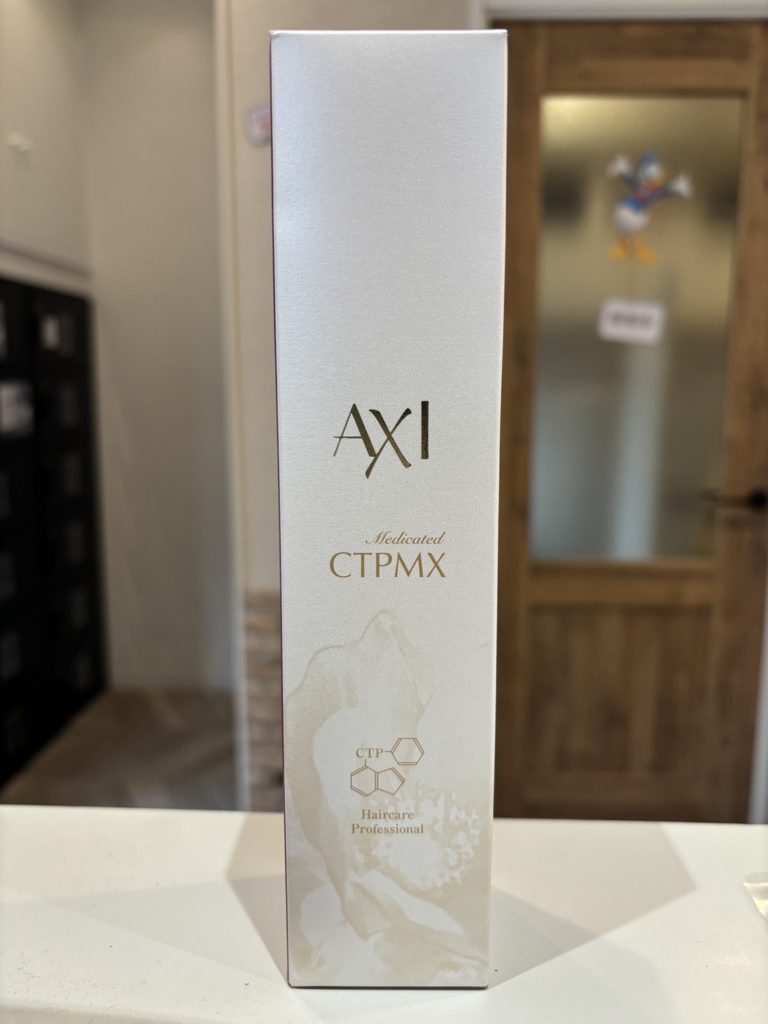 AXI
Medicated
CTPMX
CTP
Haircare
Professional